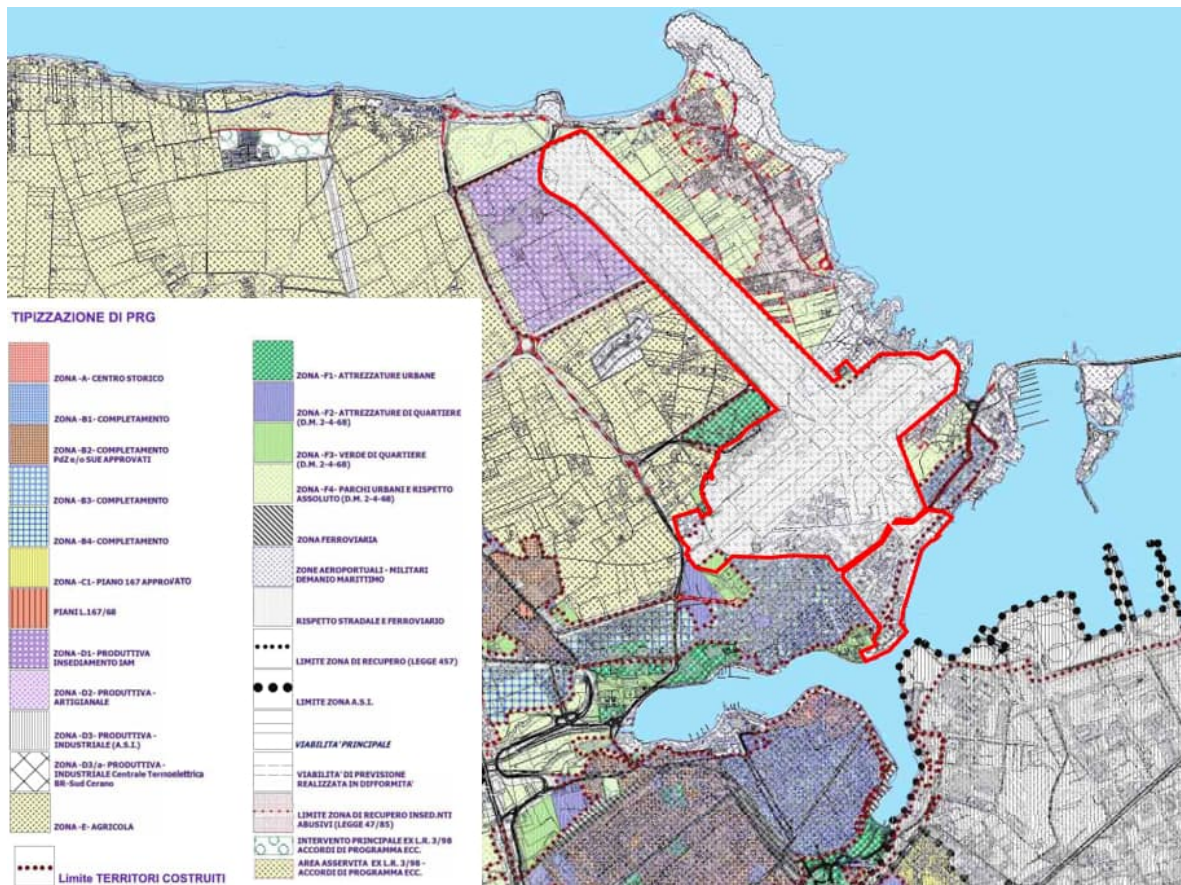 TIPIZZAZIONE DI PRG
ZONA -A- CENTRO STORICO
ZONA -B1- COMPLETAMENTO
ZONA -B2- COMPLETAMENTO
PdZ e/o SUE APPROVATI
ZONA -B3- COMPLETAMENTO
ZONA -B4- COMPLETAMENTO
ZONA -C1- PIANO 167 APPROVATO
PIANI L.167/68
ZONA -D1- PRODUTTIVA
INSEDIAMENTO IAM
ZONA -D2- PRODUTTIVA -
ARTIGIANALE
ZONA -D3- PRODUTTIVA -
INDUSTRIALE (A.S.I.)
ZONA -D3/a- PRODUTTIVA -
INDUSTRIALE Centrale Termoelettrica
BR-Sud Cerano
ZONA -E- AGRICOLA
Limite TERRITORI COSTRUITI
ZONA -F1- ATTREZZATURE URBANE
ZONA -F2- ATTREZZATURE DI QUARTIERE
(D.M. 2-4-68)
ZONA -F3- VERDE DI QUARTIERE
(D.M. 2-4-68)
ZONA -F4- PARCHI URBANI E RISPETTO
ASSOLUTO (D.M. 2-4-68)
ZONA FERROVIARIA
ZONE AEROPORTUALI - MILITARI
DEMANIO MARITTIMO
RISPETTO STRADALE E FERROVIARIO
LIMITE ZONA DI RECUPERO (LEGGE 457)
LIMITE ZONA A.S.I.
VIABILITA' PRINCIPALE
VIABILITA' DI PREVISIONE
REALIZZATA IN DIFFORMITA'
LIMITE ZONA DI RECUPERO INSED.NTI
ABUSIVI (LEGGE 47/85)
INTERVENTO PRINCIPALE EX L.R. 3/98
ACCORDI DI PROGRAMMA ECC.
AREA ASSERVITA EX L.R. 3/98 -
ACCORDI DI PROGRAMMA ECC.